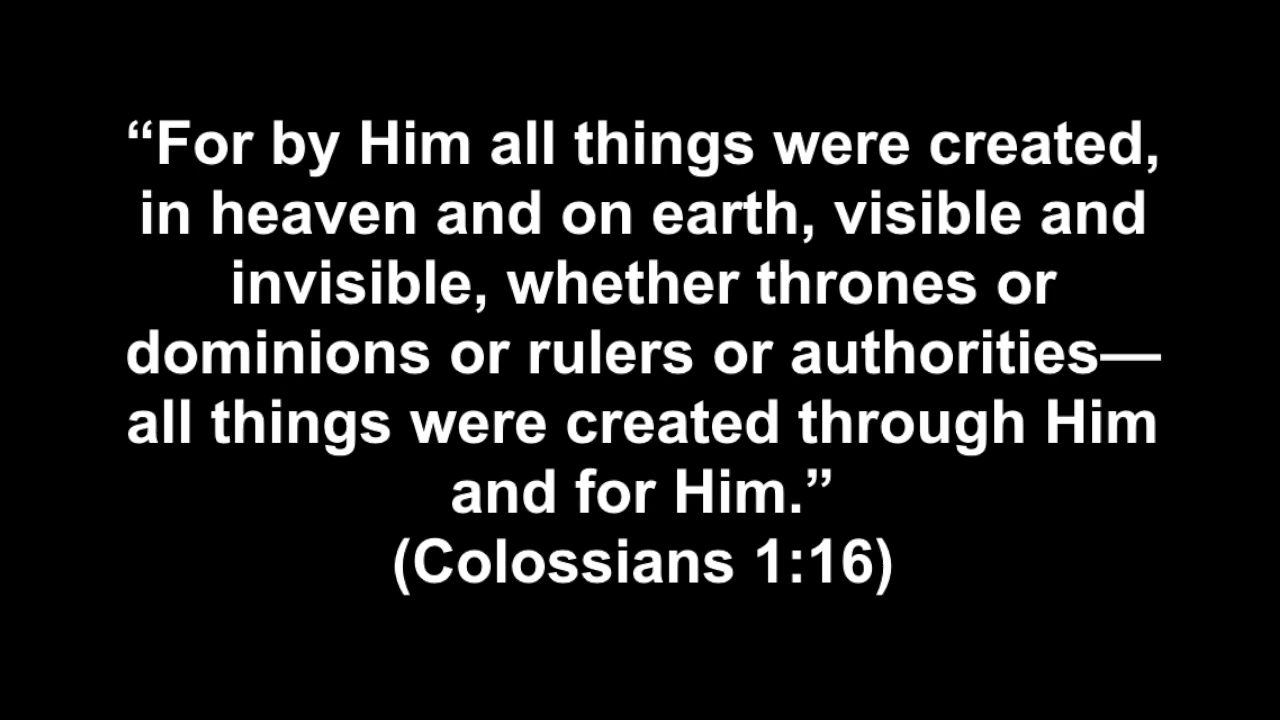 “For by Him all things were created,
in heaven and on earth, visible and
invisible, whether thrones or
dominions or rulers or authorities—
all things were created through Him
and for Him.”
(Colossians 1:16)